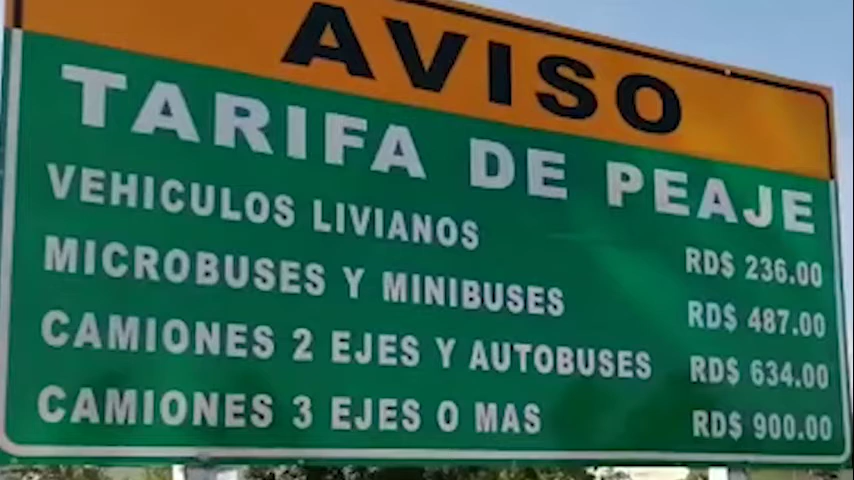 AVISO
TARIFA DE PEAJE
VEHICULOS LIVIANOS RD$ 236.00
MICROBUSES Y MINIBUSES RD$ 487.00
CAMIONES 2 EJES Y AUTOBUSES RD$ 634.00
CAMIONES 3 EJES O MAS RD$ 900.00